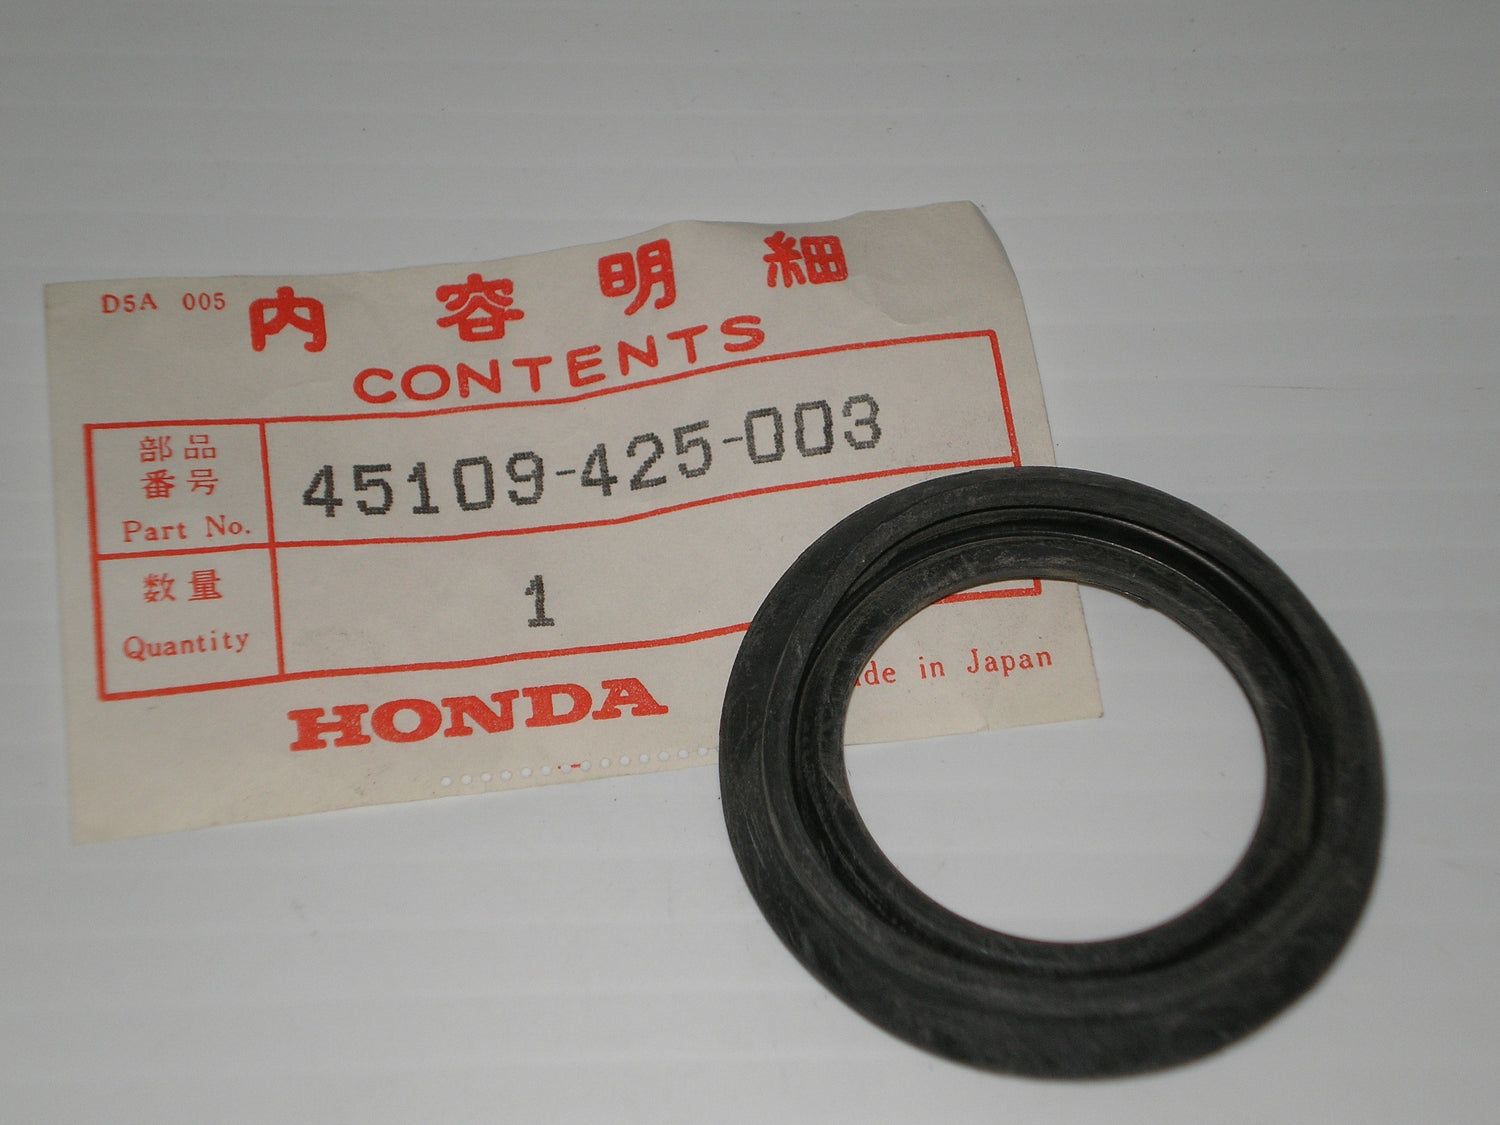 D5A 005
内容明細
CONTENTS
部品
番号
Part No.
45109-425-003
数量
Quantity
1
HONDA
de in Japan